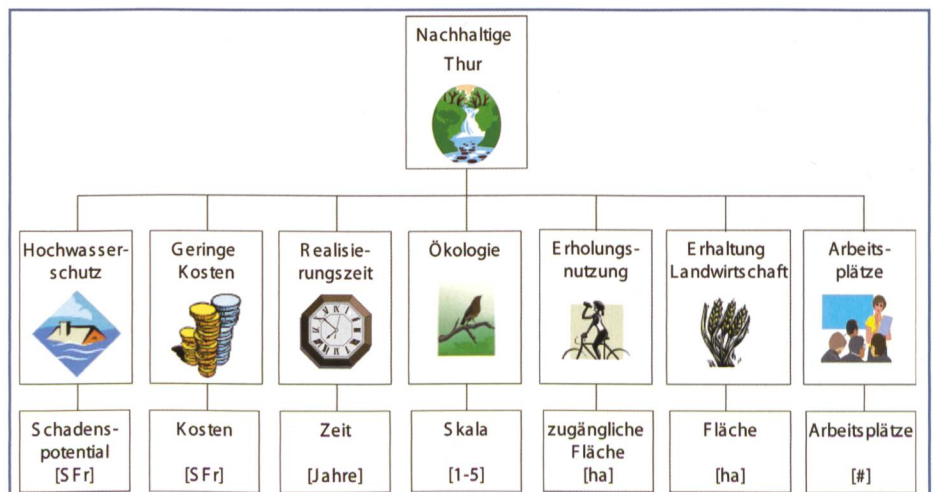 Nachhaltige
Thur
Hochwasser-
schutz
Geringe
Kosten
Realisie-
rungszeit
Ökologie
Erholungs-
nutzung
Erhaltung
Landwirtschaft
Arbeits-
plätze
Schadens-
potential
[SFr]
Kosten
[SFr]
Zeit
[Jahre]
Skala
[1-5]
zugängliche
Fläche
[ha]
Fläche
[ha]
Arbeitsplätze
[#]